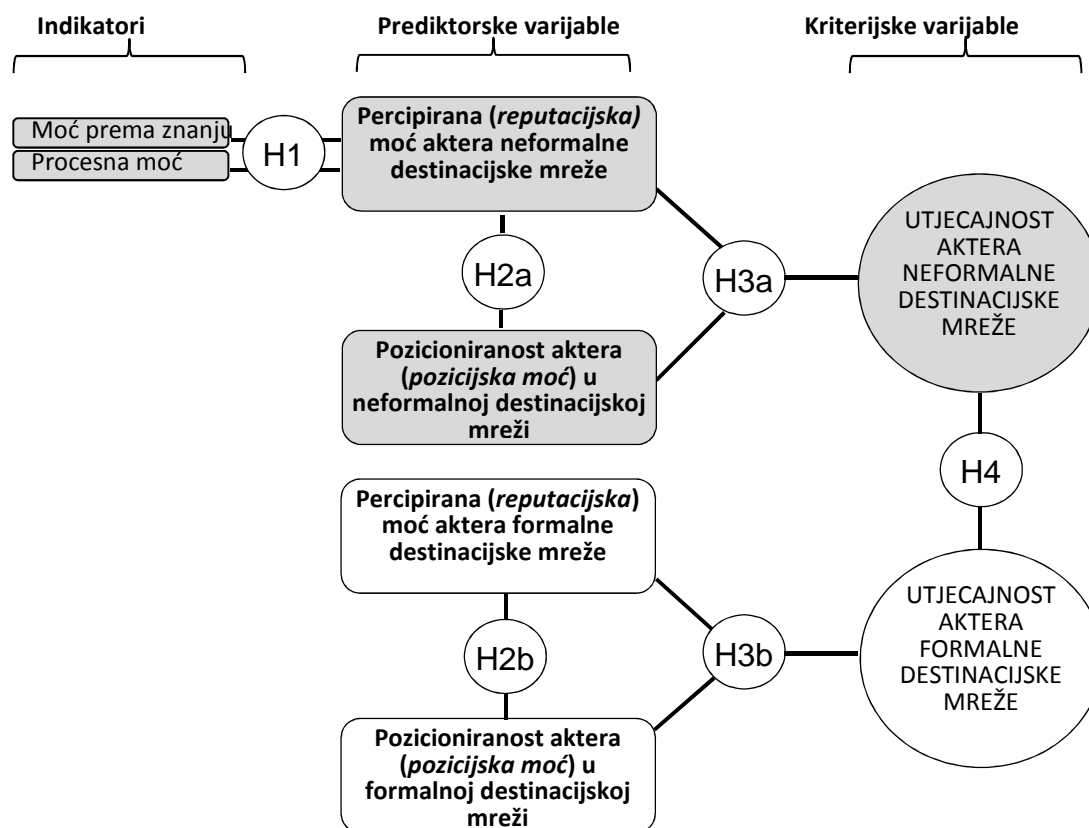 Indikatori
Prediktorske varijable
Kriterijske varijable
Moć prema znanju
Procesna moć
H1
Percipirana (reputacijska)
moć aktera neformalne
destinacijske mreže
H2a
Pozicioniranost aktera
(pozicijska moć) u
neformalnoj destinacijskoj
mreži
H3a
UTJECAJNOST
AKTERA
NEFORMALNE
DESTINACIJSKE
MREŽE
H4
Percipirana (reputacijska)
moć aktera formalne
destinacijske mreže
H2b
Pozicioniranost aktera
(pozicijska moć) u
formalnoj destinacijskoj
mreži
H3b
UTJECAJNOST
AKTERA
FORMALNE
DESTINACIJSKE
MREŽE